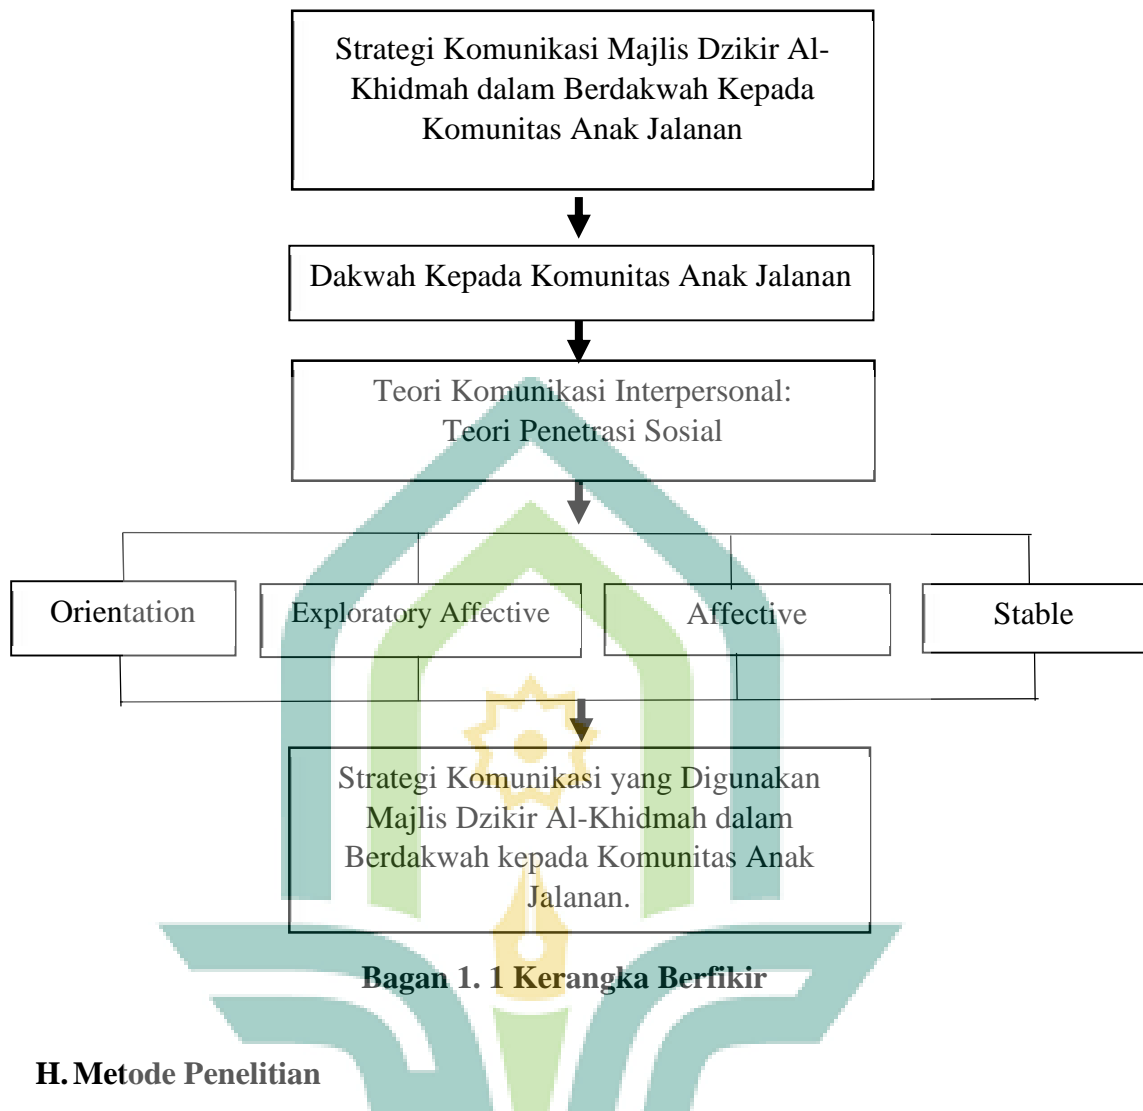 Strategi Komunikasi Majlis Dzikir Al-
Khidmah dalam Berdakwah Kepada
Komunitas Anak Jalanan
Dakwah Kepada Komunitas Anak Jalanan
Teori Komunikasi Interpersonal:
Teori Penetrasi Sosial
Orientation
Exploratory Affective
Affective
Stable
Strategi Komunikasi yang Digunakan
Majlis Dzikir Al-Khidmah dalam
Berdakwah kepada Komunitas Anak
Jalanan.
Bagan 1. 1 Kerangka Berfikir
H. Metode Penelitian